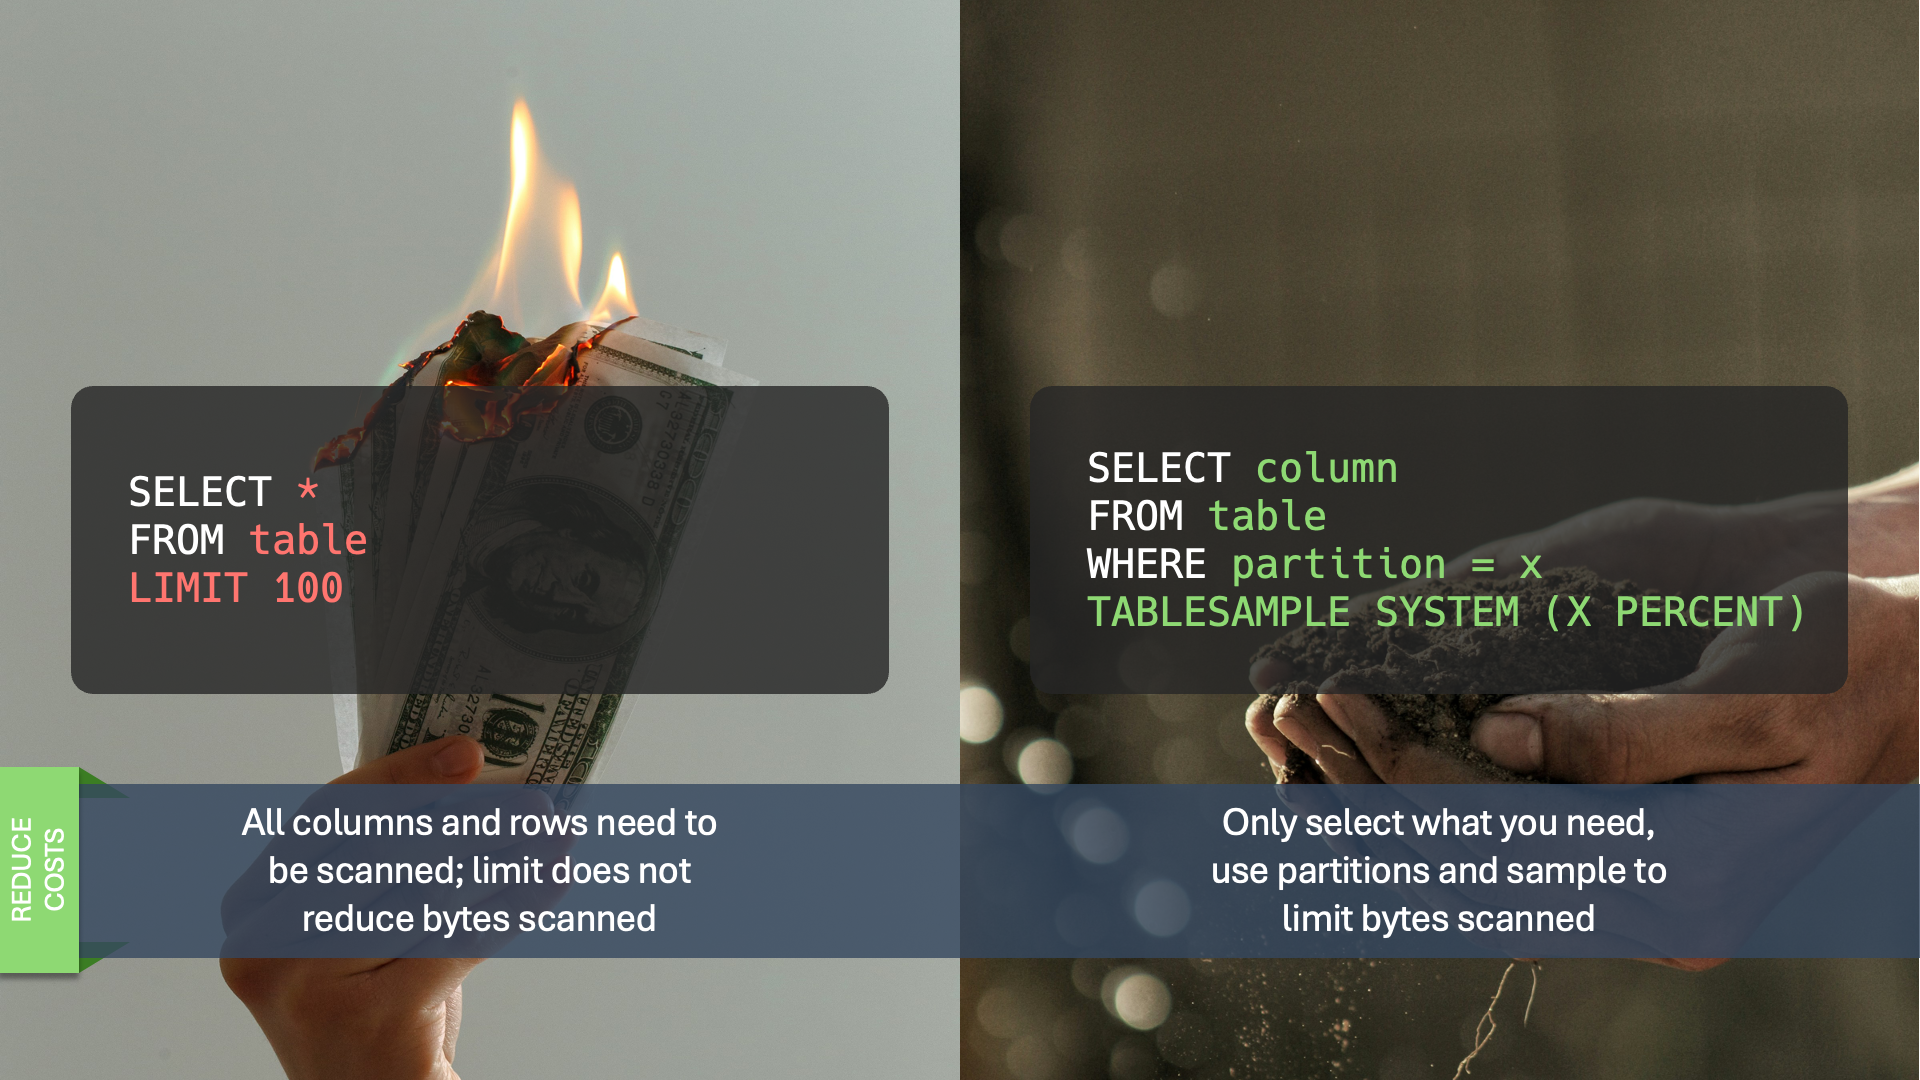 SELECT *
FROM table
LIMIT 100
SELECT column
FROM table
WHERE partition = x
TABLESAMPLE SYSTEM (X PERCENT)
REDUCE
COSTS
All columns and rows need to
be scanned; limit does not
reduce bytes scanned
Only select what you need,
use partitions and sample to
limit bytes scanned
100